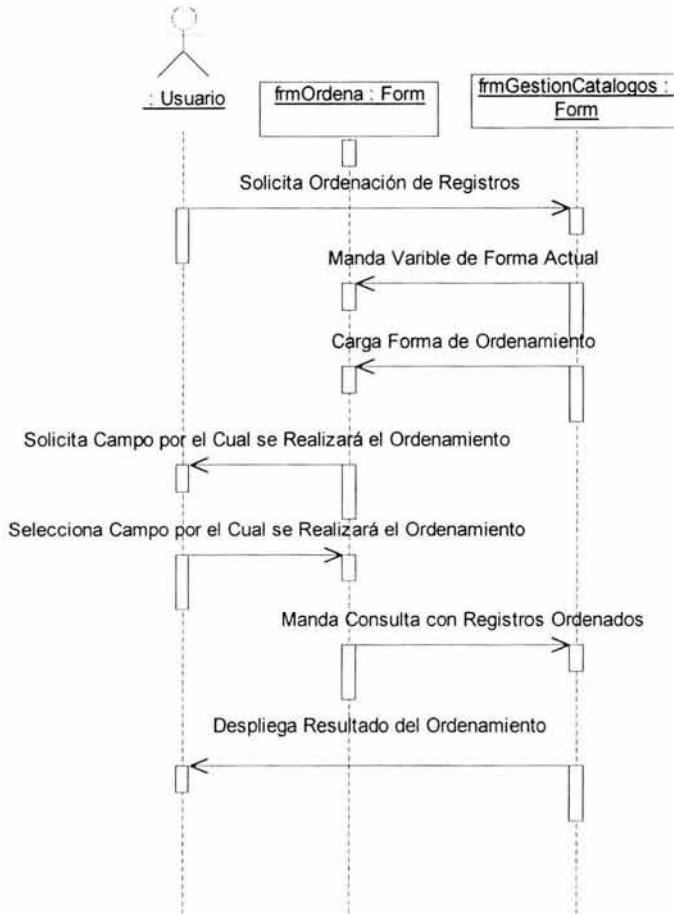 : Usuario
frmOrdena : Form
frmGestionCatalogos :
Form
Solicita Ordenación de Registros
Manda Varible de Forma Actual
Carga Forma de Ordenamiento
Solicita Campo por el Cual se Realizará el Ordenamiento
Selecciona Campo por el Cual se Realizará el Ordenamiento
Manda Consulta con Registros Ordenados
Despliega Resultado del Ordenamiento